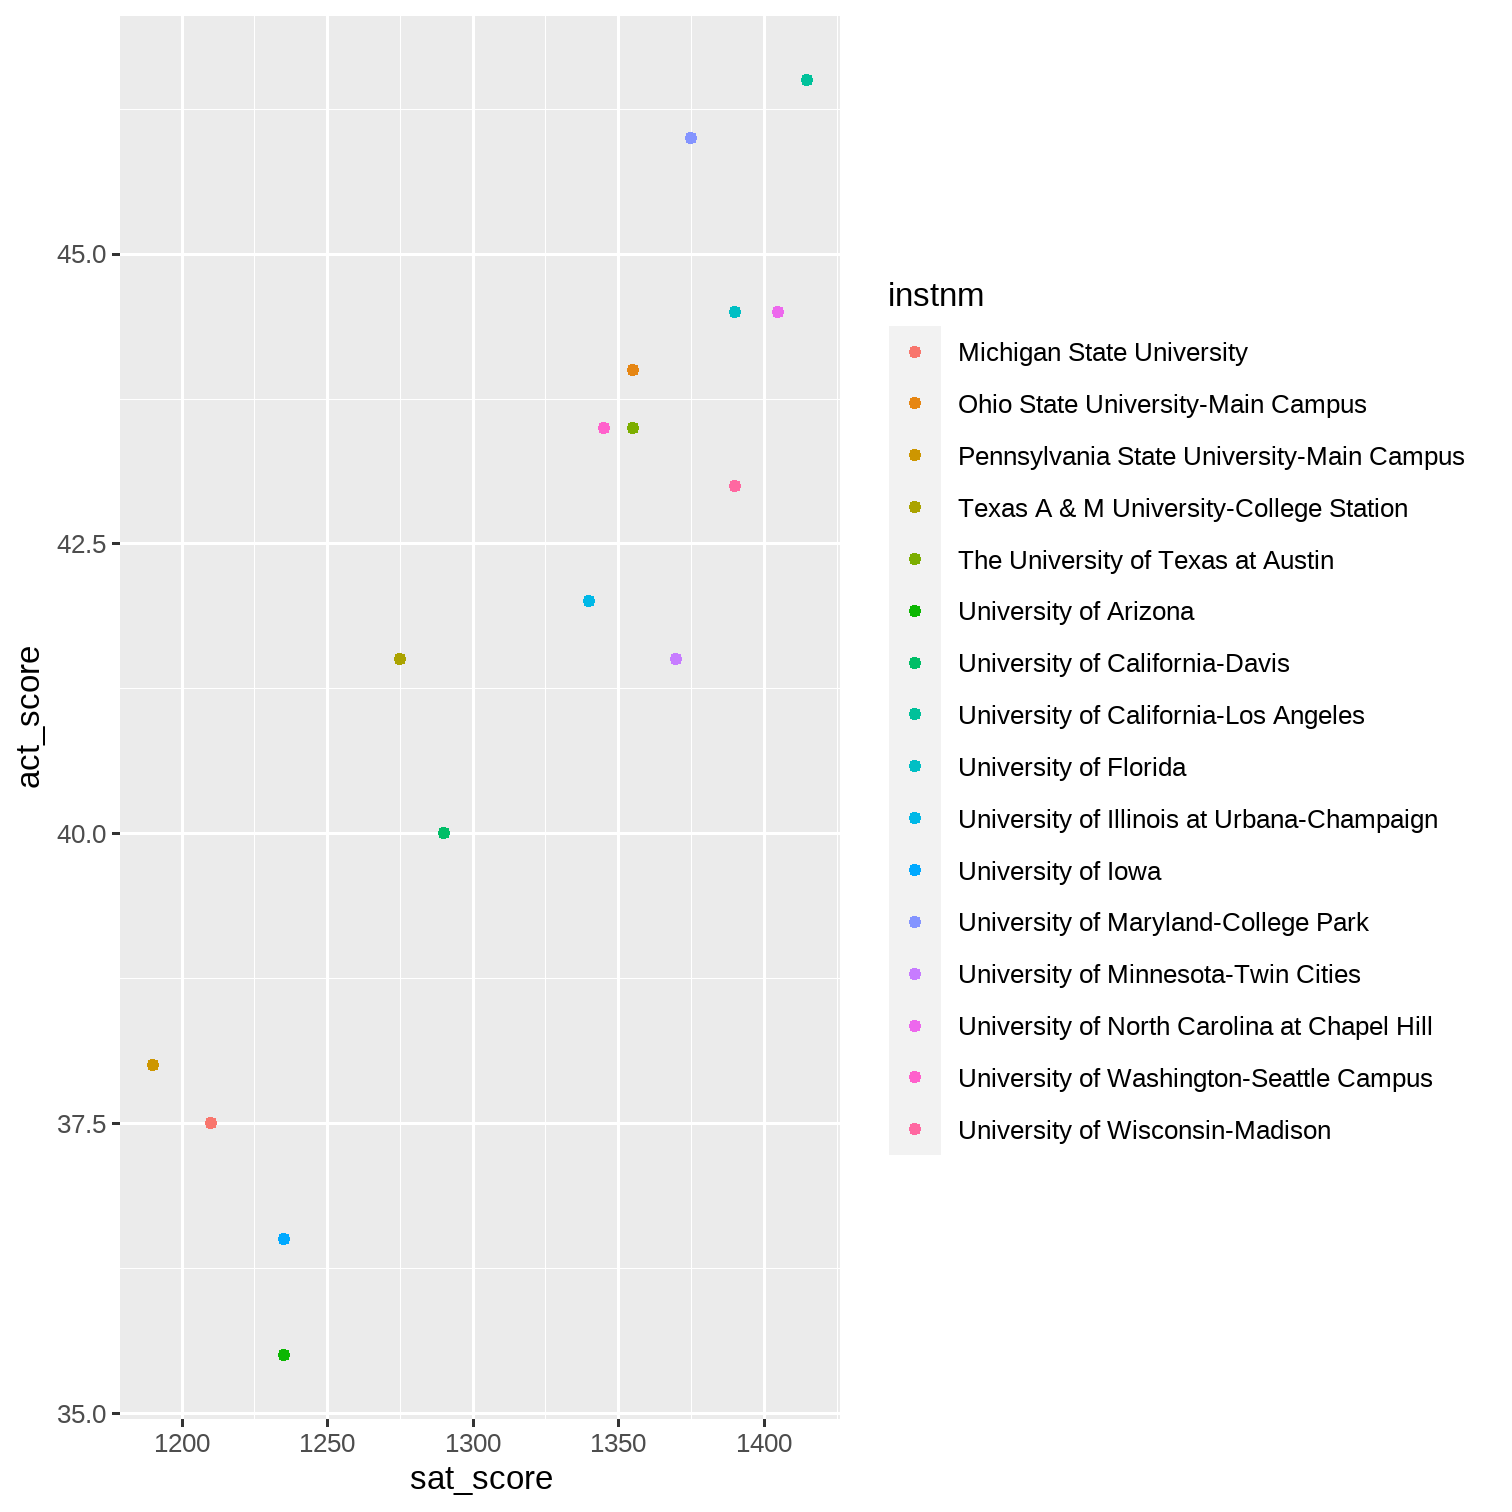 45.0
42.5
40.0
37.5
35.0
act_score
1200 1250 1300 1350 1400
sat_score
instnm
Michigan State University
Ohio State University-Main Campus
Pennsylvania State University-Main Campus
Texas A & M University-College Station
The University of Texas at Austin
University of Arizona
University of California-Davis
University of California-Los Angeles
University of Florida
University of Illinois at Urbana-Champaign
University of Iowa
University of Maryland-College Park
University of Minnesota-Twin Cities
University of North Carolina at Chapel Hill
University of Washington-Seattle Campus
University of Wisconsin-Madison